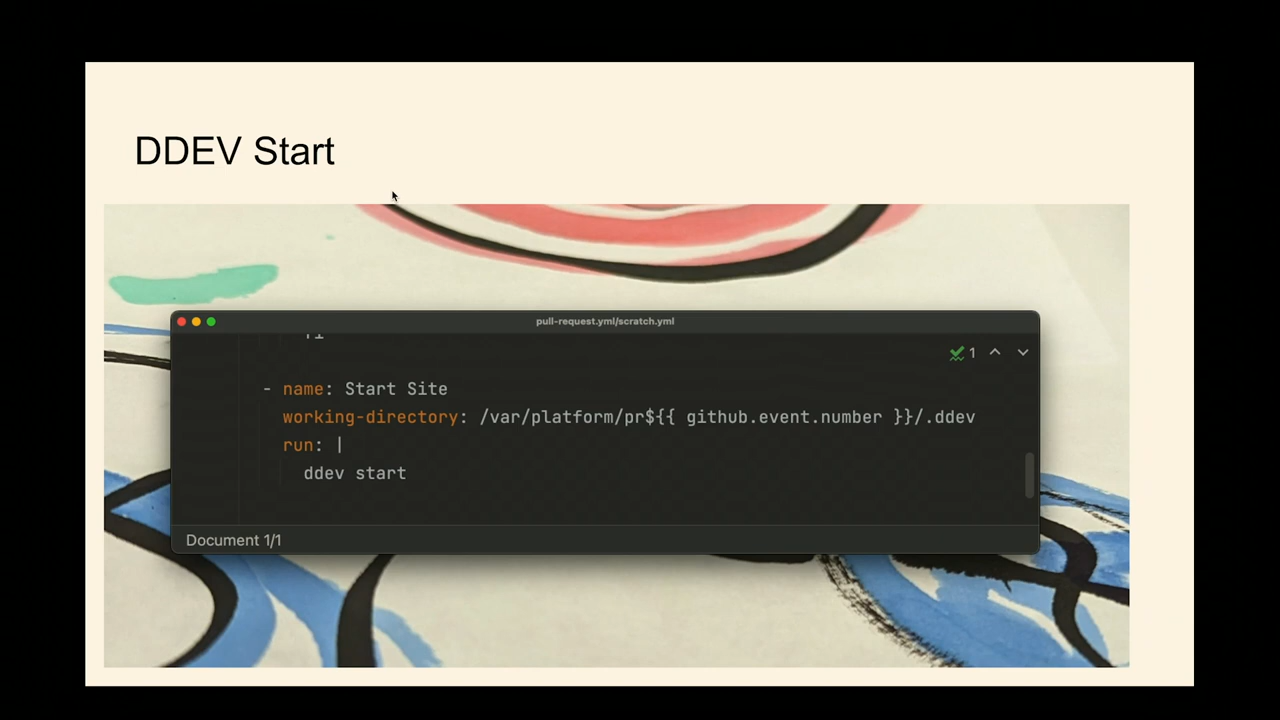 DDEV Start
pull-request.yml/scratch.yml
1
- name: Start Site
working-directory: /var/platform/pr${{ github.event.number }}/.ddev
run: |
ddev start
Document 1/1